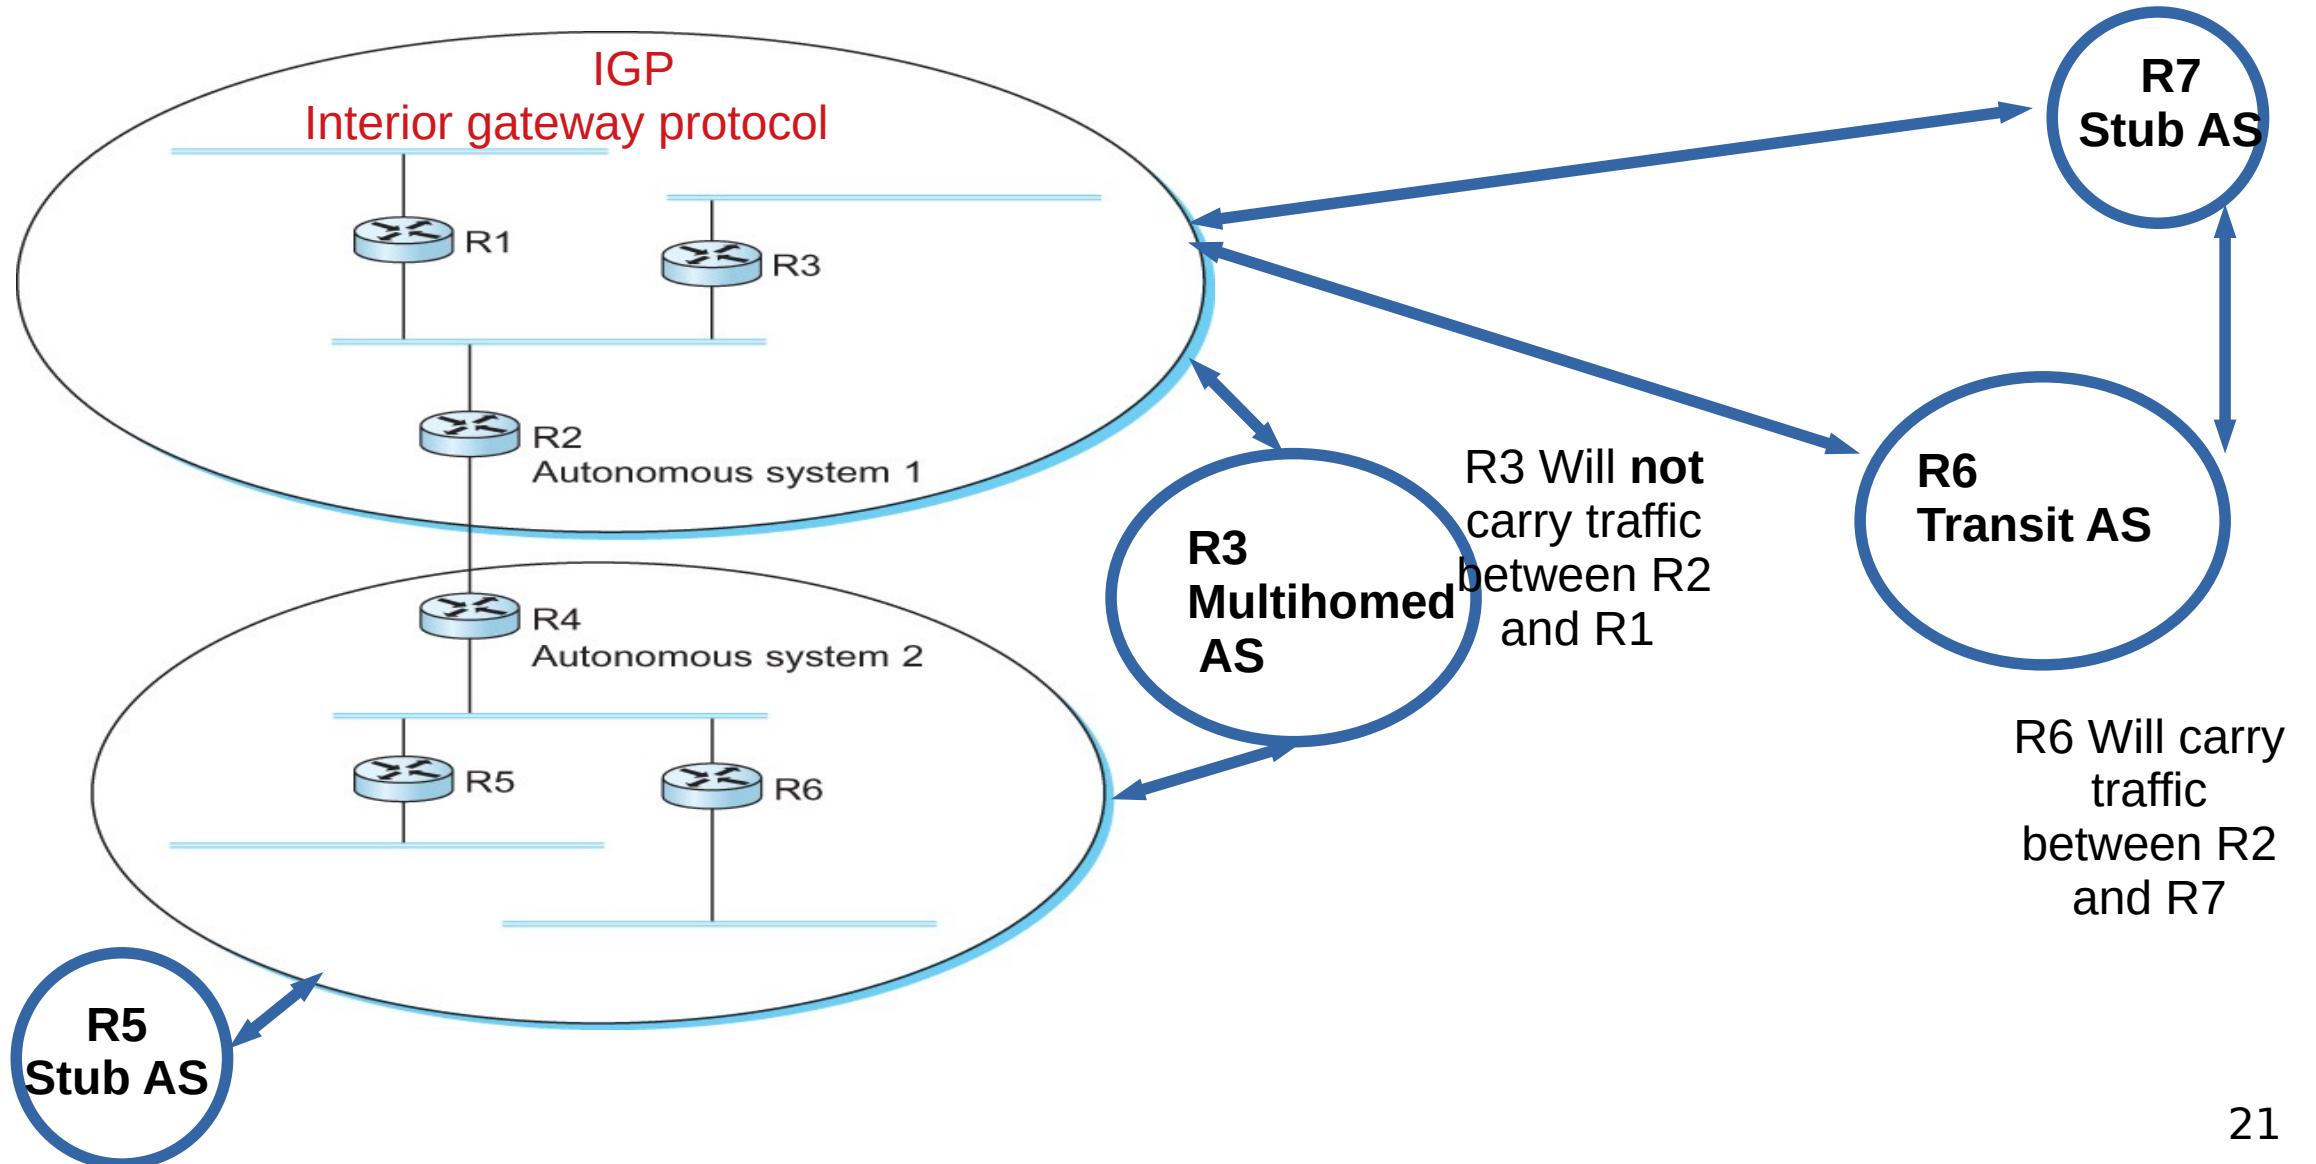 IGP
Interior gateway protocol
R1
R3
R2
Autonomous system 1
R4
Autonomous system 2
R5
R6
R5
Stub AS
R3
Multihomed
AS
R3 Will not
carry traffic
between R2
and R1
R7
Stub AS
R6
Transit AS
R6 Will carry
traffic
between R2
and R7
21